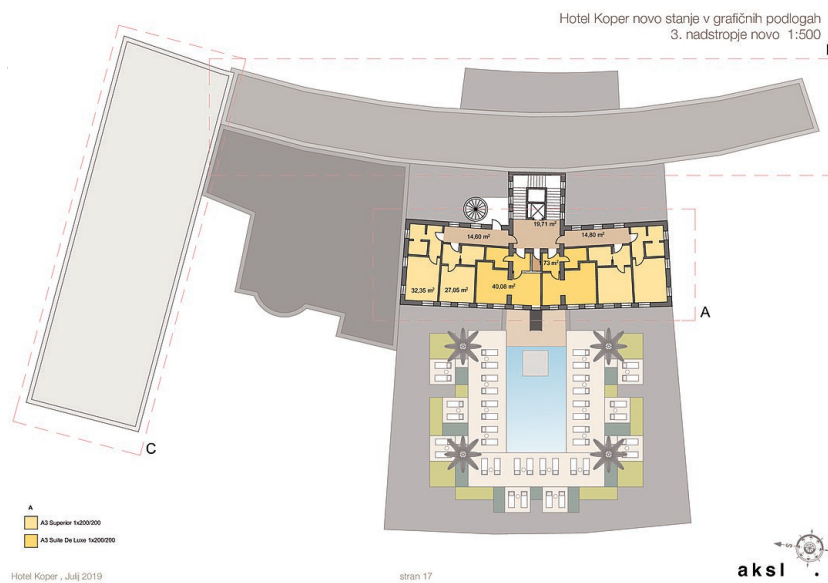 Hotel Koper novo stanje v grafičnih podlogah
3. nadstropje novo 1:500
19,71 m²
14,60 m²
14,80 m²
32,35 m²
27,05 m²
40,08 m²
A
C
A
A3 Superior 1x200/200
A3 Suite De Luxe 1x200/200
Hotel Koper , Julij 2019
stran 17
aksl